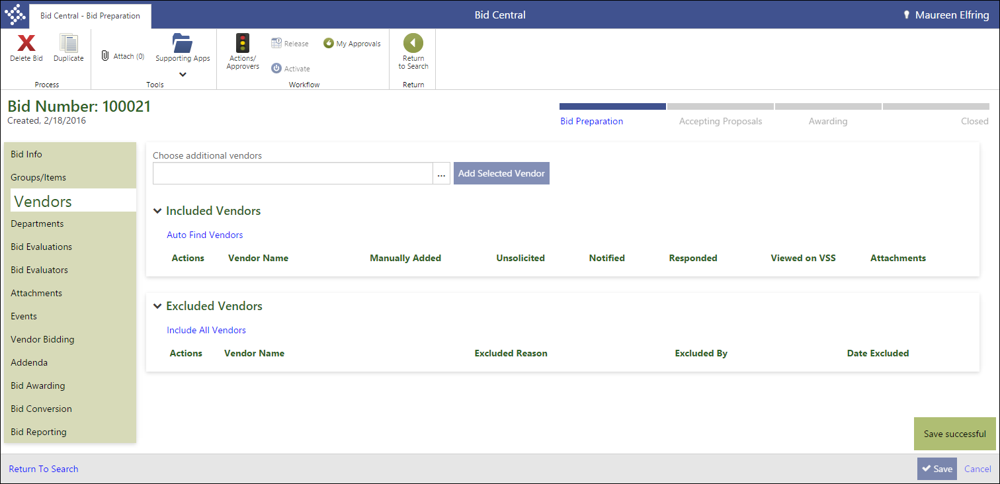 Bid Central - Bid Preparation
Bid Central
Maureen Elfring
Delete Bid
Duplicate
Process
Attach (0)
Supporting Apps
Tools
Actions/
Approvers
Release
My Approvals
Activate
Workflow
Return
to Search
Return
Bid Number: 100021
Created, 2/18/2016
Bid Preparation
Accepting Proposals
Awarding
Closed
Bid Info
Groups/Items
Vendors
Departments
Bid Evaluations
Bid Evaluators
Attachments
Events
Vendor Bidding
Addenda
Bid Awarding
Bid Conversion
Bid Reporting
Choose additional vendors
...
Add Selected Vendor
Included Vendors
Auto Find Vendors
Actions Vendor Name Manually Added Unsolicited Notified Responded Viewed on VSS Attachments
Excluded Vendors
Include All Vendors
Actions Vendor Name Excluded Reason Excluded By Date Excluded
Save successful
Return To Search
Save
Cancel